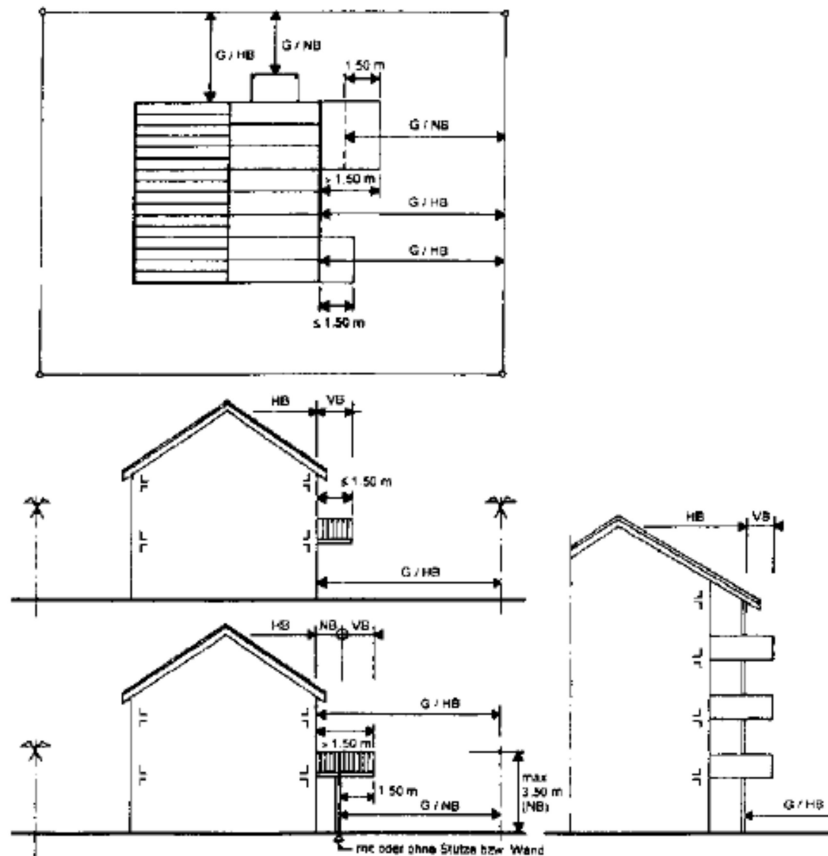 G / HB
G / NB
1.50 m
G / NB
> 1.50 m
G / HB
G / HB
≤ 1.50 m
HB
VB
≤ 1.50 m
G / HB
HB
VB
G / HB
HB
NB
VB
G / HB
> 1.50 m
1.50 m
G / NB
max
3.50 m
(NB)
mit oder ohne Stütze bzw. Wand